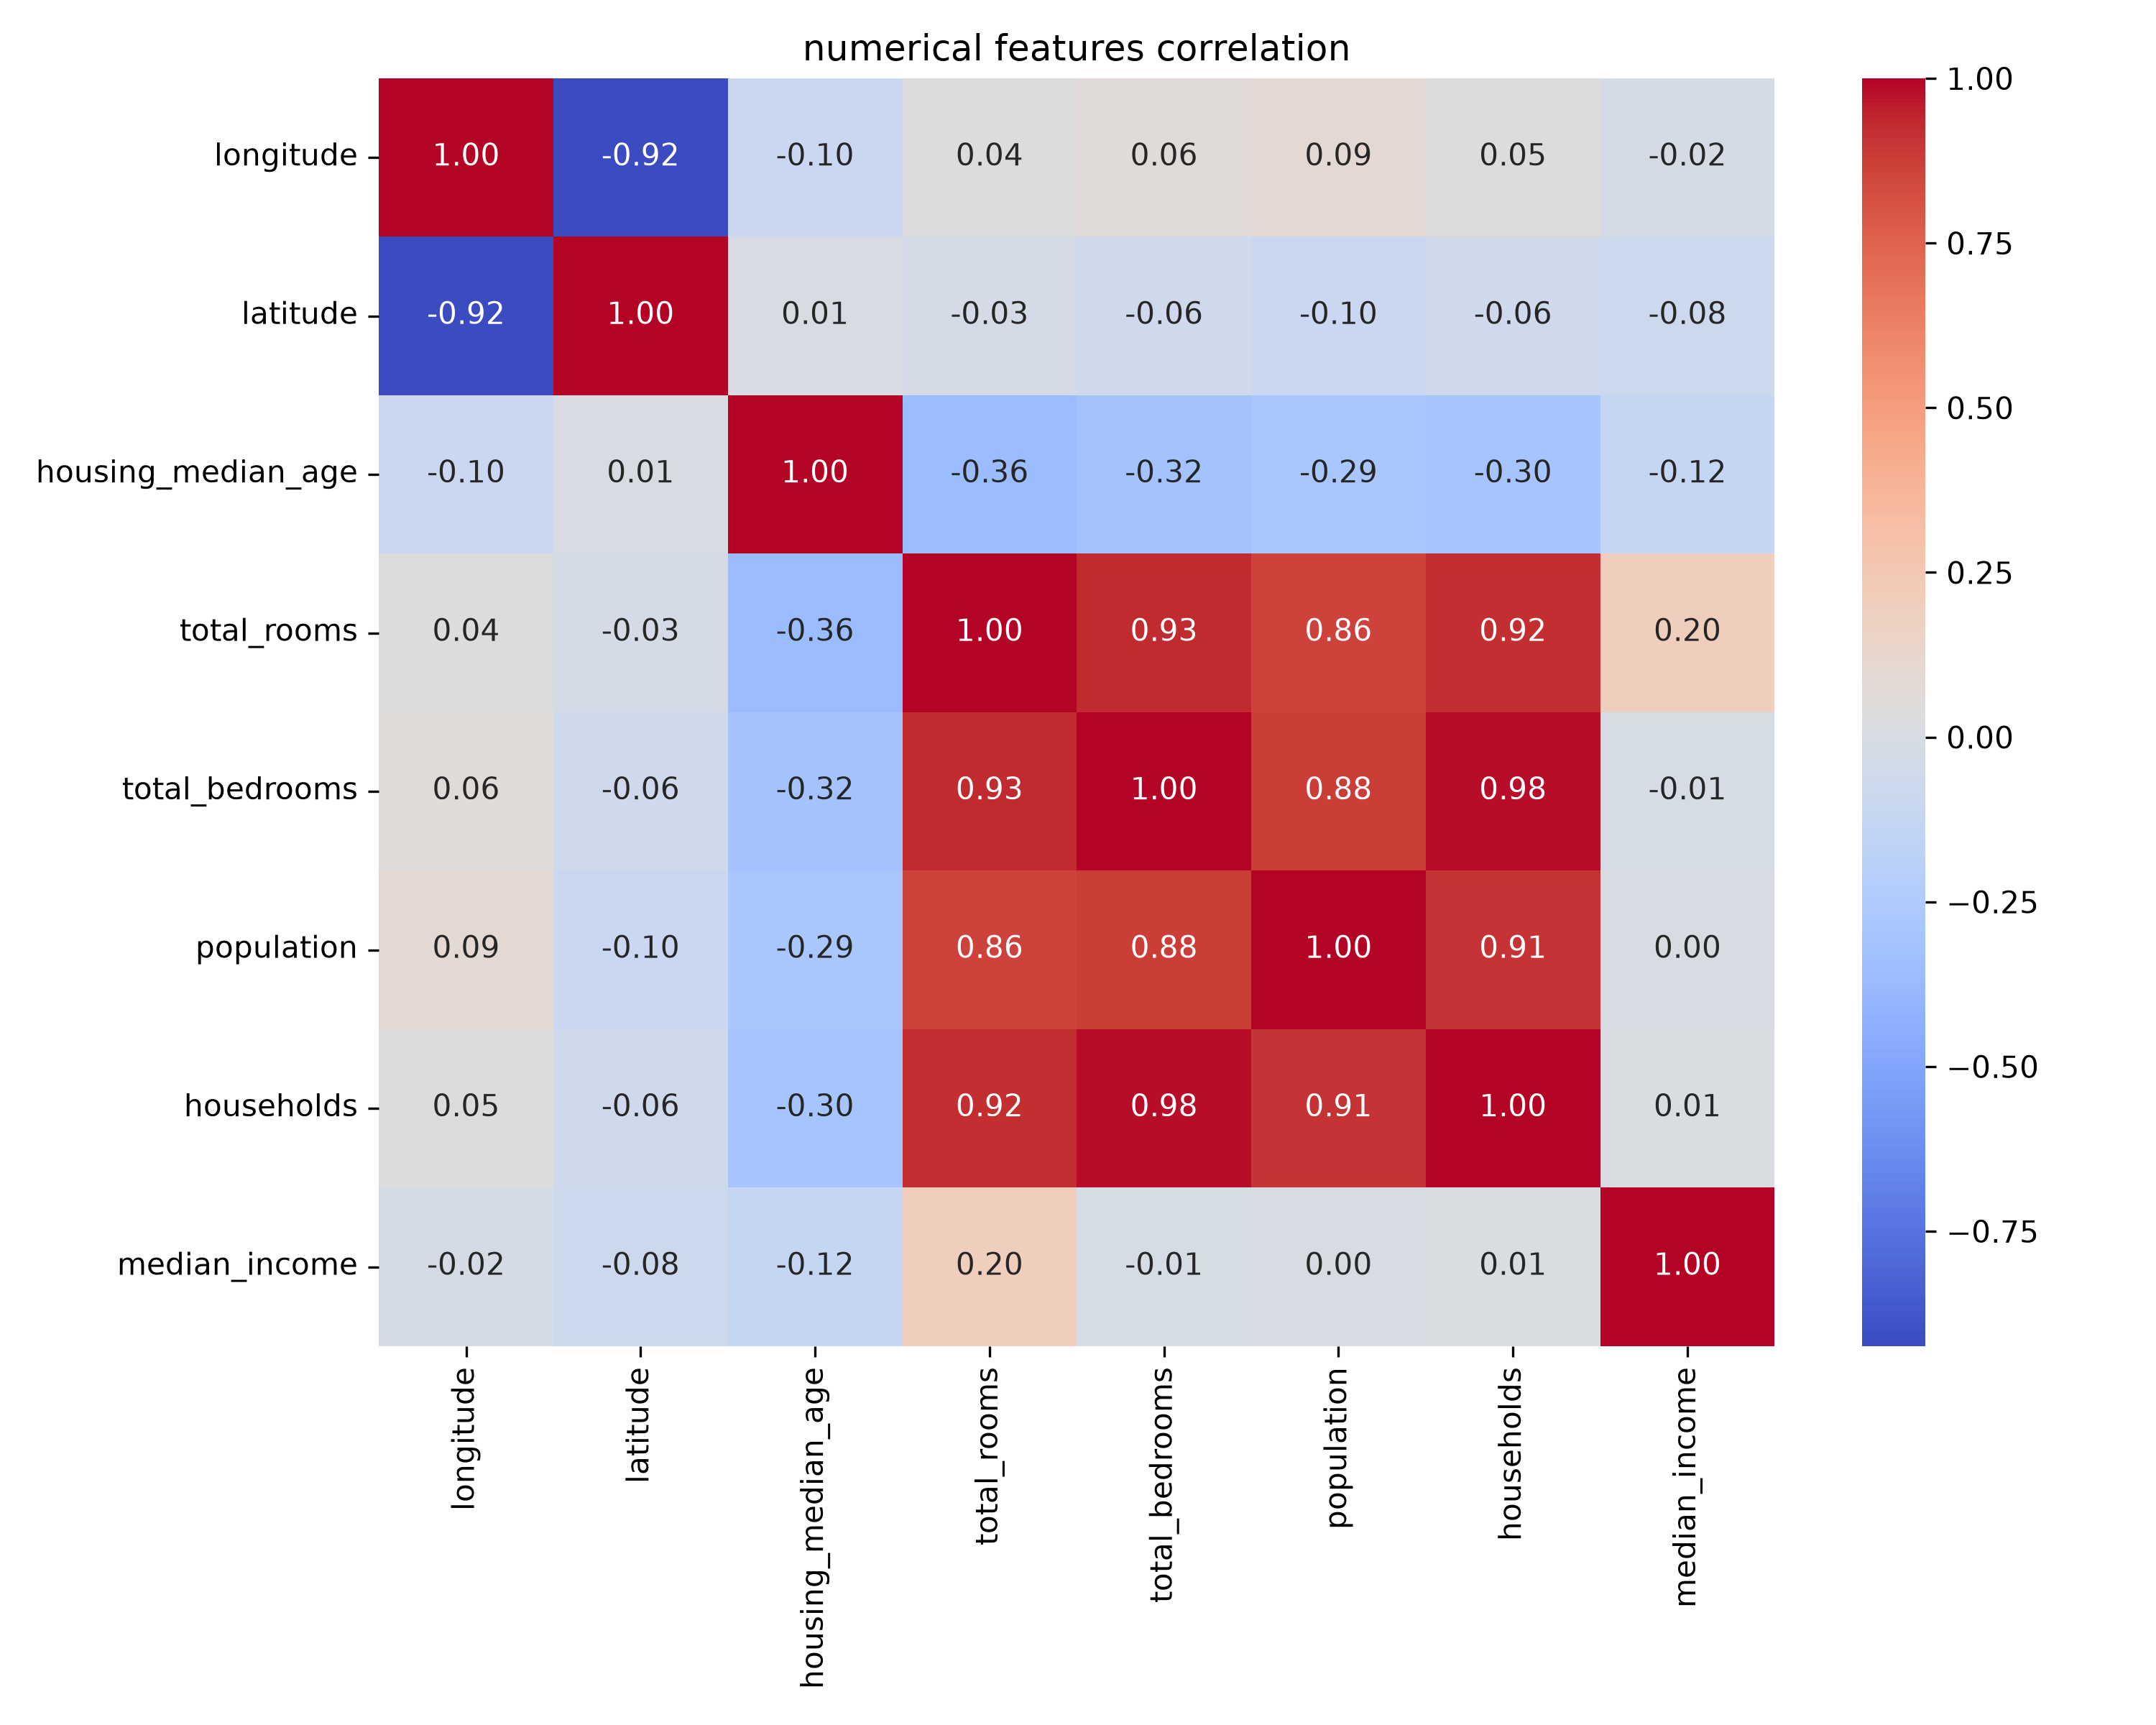 numerical features correlation
longitude 1.00 -0.92 -0.10 0.04 0.06 0.09 0.05 -0.02
latitude -0.92 1.00 0.01 -0.03 -0.06 -0.10 -0.06 -0.08
housing_median_age -0.10 0.01 1.00 -0.36 -0.32 -0.29 -0.30 -0.12
total_rooms 0.04 -0.03 -0.36 1.00 0.93 0.86 0.92 0.20
total_bedrooms 0.06 -0.06 -0.32 0.93 1.00 0.88 0.98 -0.01
population 0.09 -0.10 -0.29 0.86 0.88 1.00 0.91 0.00
households 0.05 -0.06 -0.30 0.92 0.98 0.91 1.00 0.01
median_income -0.02 -0.08 -0.12 0.20 -0.01 0.00 0.01 1.00
longitude
latitude
housing_median_age
total_rooms
total_bedrooms
population
households
median_income
1.00
0.75
0.50
0.25
0.00
−0.25
−0.50
−0.75